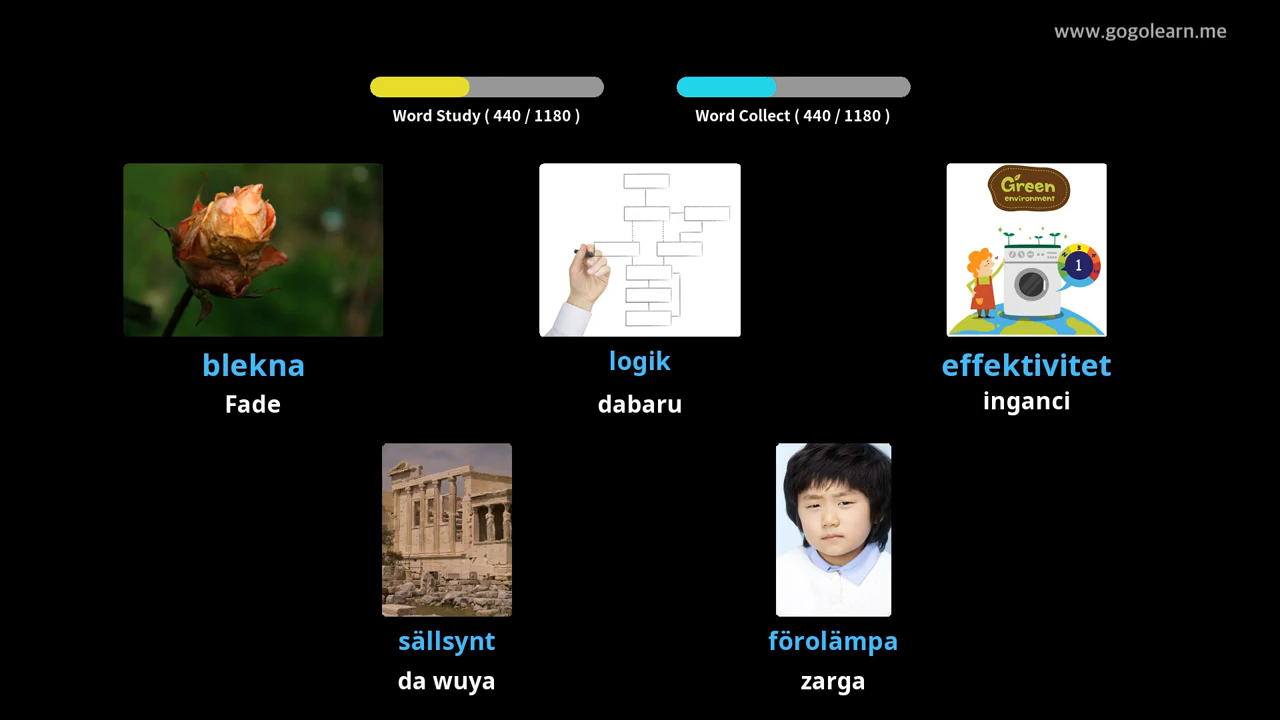 www.gogolearn.me
Word Study ( 440 / 1180 )
Word Collect ( 440 / 1180 )
Green
environment
1
blekna
Fade
logik
dabaru
effektivitet
inganci
sällsynt
da wuya
förolämpa
zarga